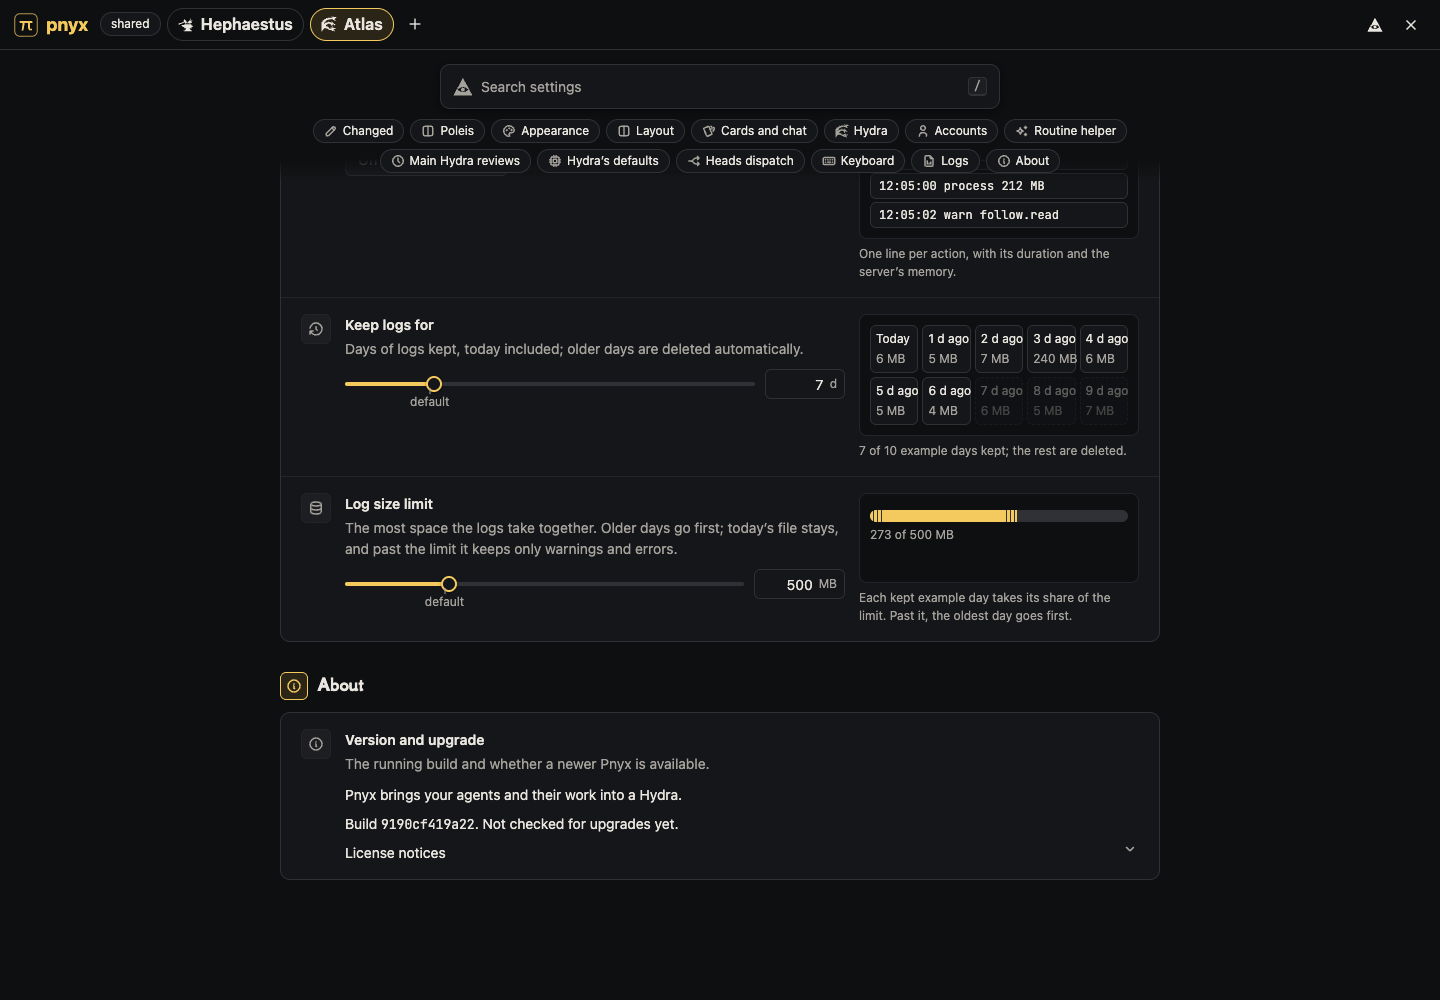 π pnyx shared Hephaestus Atlas +
Search settings /
Changed Poleis Appearance Layout Cards and chat Hydra Accounts Routine helper
Main Hydra reviews Hydra’s defaults Heads dispatch Keyboard Logs About
12:05:00 process 212 MB
12:05:02 warn follow.read
One line per action, with its duration and the
server’s memory.
Keep logs for
Days of logs kept, today included; older days are deleted automatically.
7 d
default
Today 1 d ago 2 d ago 3 d ago 4 d ago
6 MB 5 MB 7 MB 240 MB 6 MB
5 d ago 6 d ago 7 d ago 8 d ago 9 d ago
5 MB 4 MB 6 MB 5 MB 7 MB
7 of 10 example days kept; the rest are deleted.
Log size limit
The most space the logs take together. Older days go first; today’s file stays,
and past the limit it keeps only warnings and errors.
500 MB
default
273 of 500 MB
Each kept example day takes its share of the
limit. Past it, the oldest day goes first.
About
Version and upgrade
The running build and whether a newer Pnyx is available.
Pnyx brings your agents and their work into a Hydra.
Build 9190cf419a22. Not checked for upgrades yet.
License notices